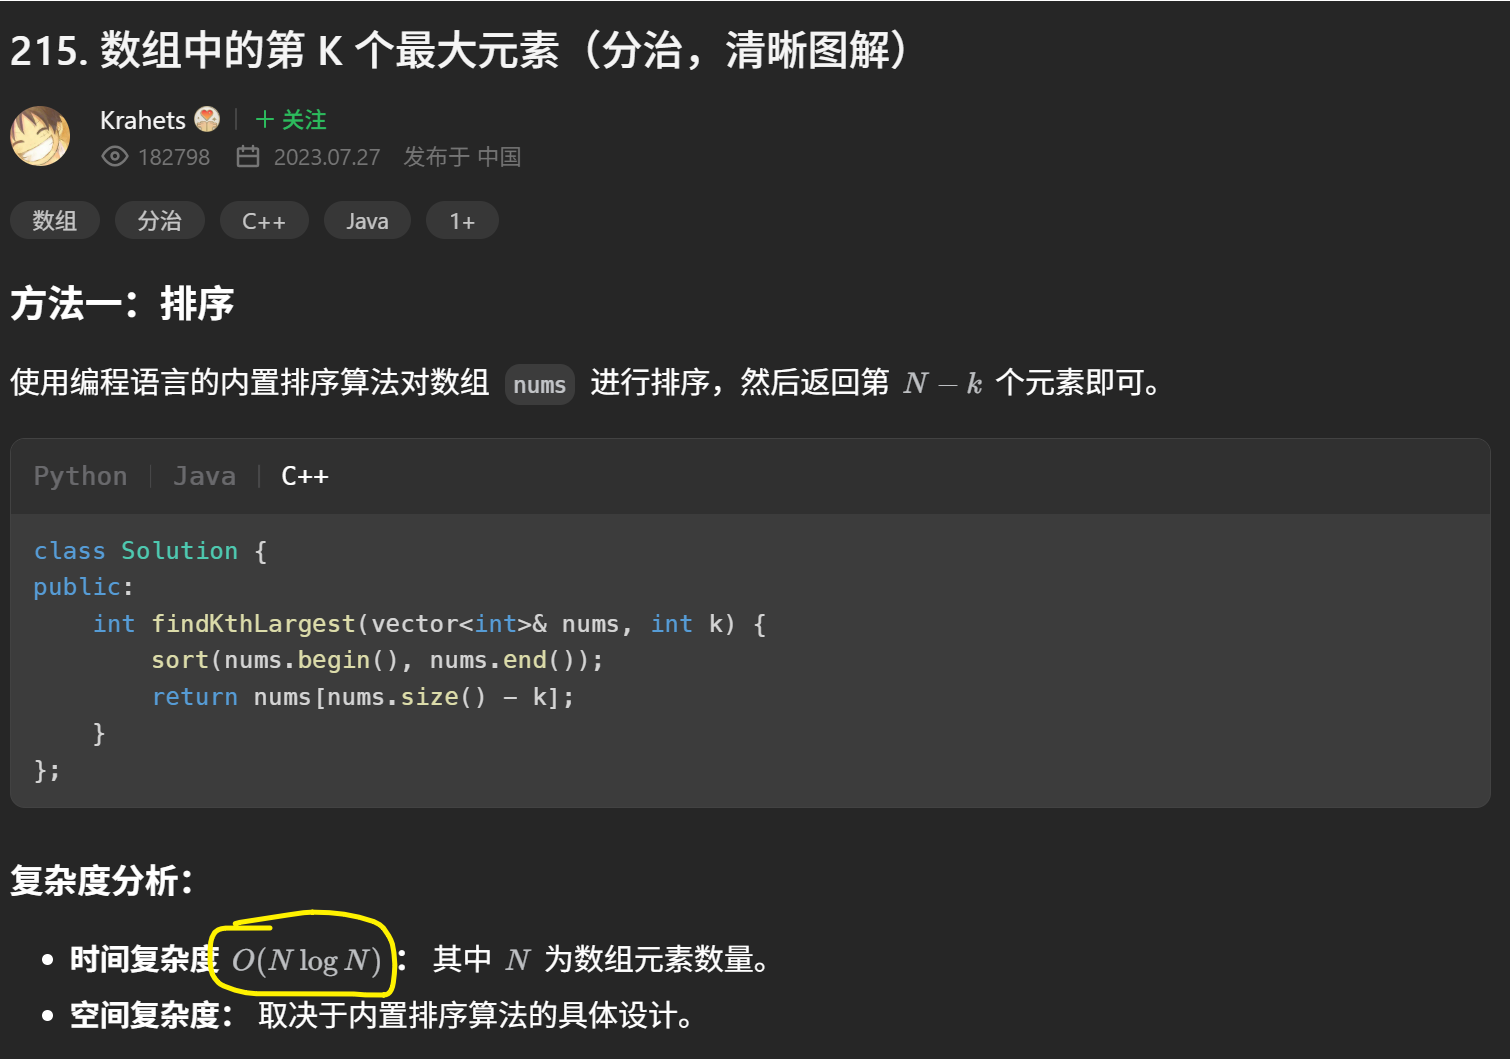 215. 数组中的第 K 个最大元素（分治，清晰图解）
Krahets | + 关注
182798 2023.07.27 发布于 中国
数组 分治 C++ Java 1+
方法一：排序
使用编程语言的内置排序算法对数组 nums 进行排序，然后返回第 N − k 个元素即可。
Python | Java | C++
class Solution {
public:
    int findKthLargest(vector<int>& nums, int k) {
        sort(nums.begin(), nums.end());
        return nums[nums.size() - k];
    }
};
复杂度分析：
• 时间复杂度 O(N log N) ： 其中 N 为数组元素数量。
• 空间复杂度： 取决于内置排序算法的具体设计。